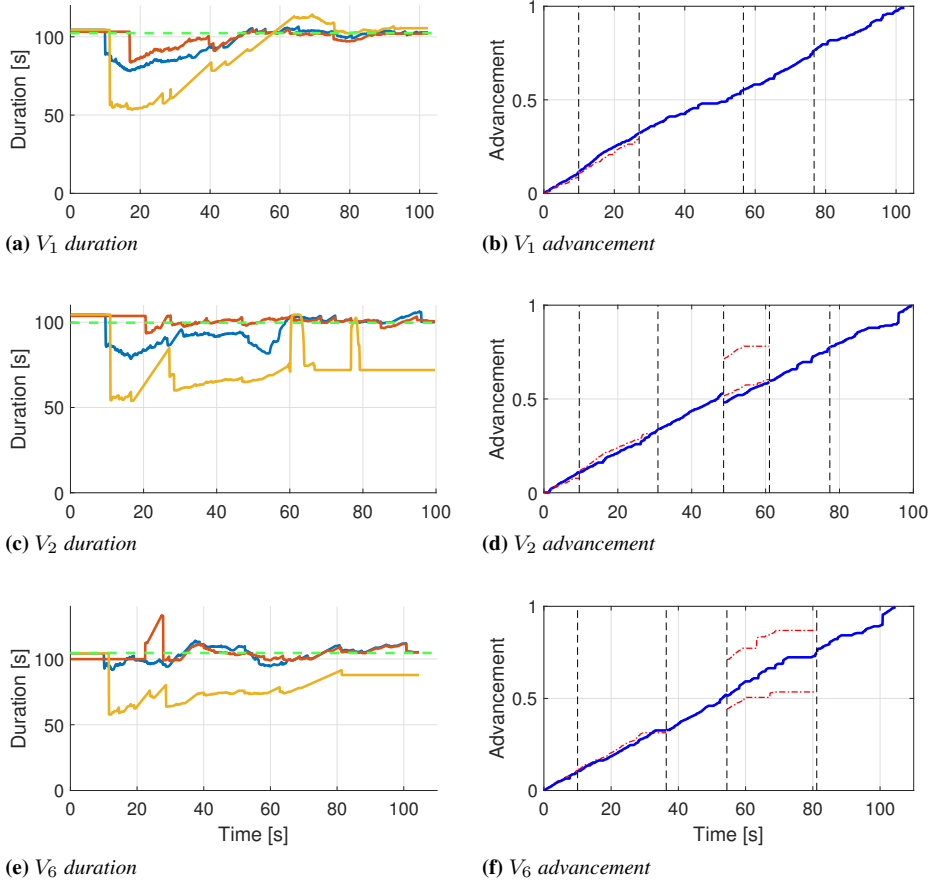 Duration [s]
100
50
0
0 20 40 60 80 100
(a) V1 duration
Advancement
1
0.5
0
0 20 40 60 80 100
(b) V1 advancement
Duration [s]
100
50
0
0 20 40 60 80 100
(c) V2 duration
Advancement
1
0.5
0
0 20 40 60 80 100
(d) V2 advancement
Duration [s]
100
50
0
0 20 40 60 80 100
Time [s]
(e) V6 duration
Advancement
1
0.5
0
0 20 40 60 80 100
Time [s]
(f) V6 advancement